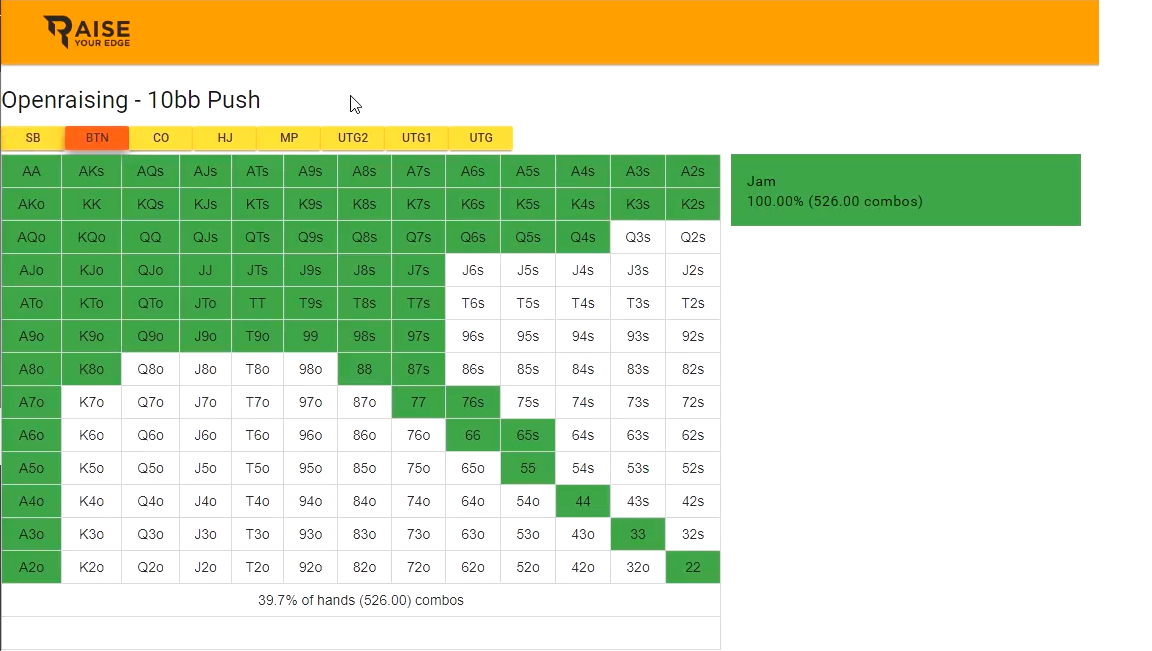 RAISE
YOUR EDGE
Openraising - 10bb Push
SB BTN CO HJ MP UTG2 UTG1 UTG
AA AKs AQs AJs ATs A9s A8s A7s A6s A5s A4s A3s A2s
Jam
100.00% (526.00 combos)
AKo KK KQs KJs KTs K9s K8s K7s K6s K5s K4s K3s K2s
AQo KQo QQ QJs QTs Q9s Q8s Q7s Q6s Q5s Q4s Q3s Q2s
AJo KJo QJo JJ JTs J9s J8s J7s J6s J5s J4s J3s J2s
ATo KTo QTo JTo TT T9s T8s T7s T6s T5s T4s T3s T2s
A9o K9o Q9o J9o T9o 99 98s 97s 96s 95s 94s 93s 92s
A8o K8o Q8o J8o T8o 98o 88 87s 86s 85s 84s 83s 82s
A7o K7o Q7o J7o T7o 97o 87o 77 76s 75s 74s 73s 72s
A6o K6o Q6o J6o T6o 96o 86o 76o 66 65s 64s 63s 62s
A5o K5o Q5o J5o T5o 95o 85o 75o 65o 55 54s 53s 52s
A4o K4o Q4o J4o T4o 94o 84o 74o 64o 54o 44 43s 42s
A3o K3o Q3o J3o T3o 93o 83o 73o 63o 53o 43o 33 32s
A2o K2o Q2o J2o T2o 92o 82o 72o 62o 52o 42o 32o 22
39.7% of hands (526.00) combos